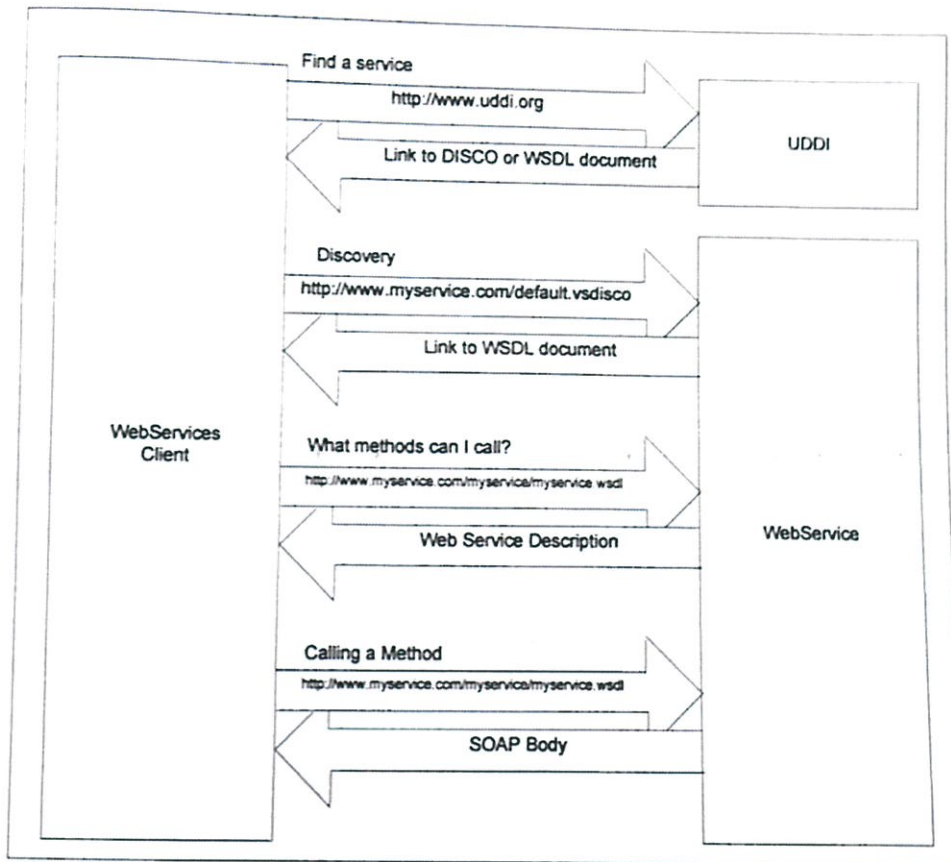 Find a service
http://www.uddi.org
Link to DISCO or WSDL document
UDDI
Discovery
http://www.myservice.com/default.vsdisco
Link to WSDL document
WebServices
Client
What methods can I call?
http://www.myservice.com/myservice/myservice.wsdl
Web Service Description
WebService
Calling a Method
http://www.myservice.com/myservice/myservice.wsdl
SOAP Body